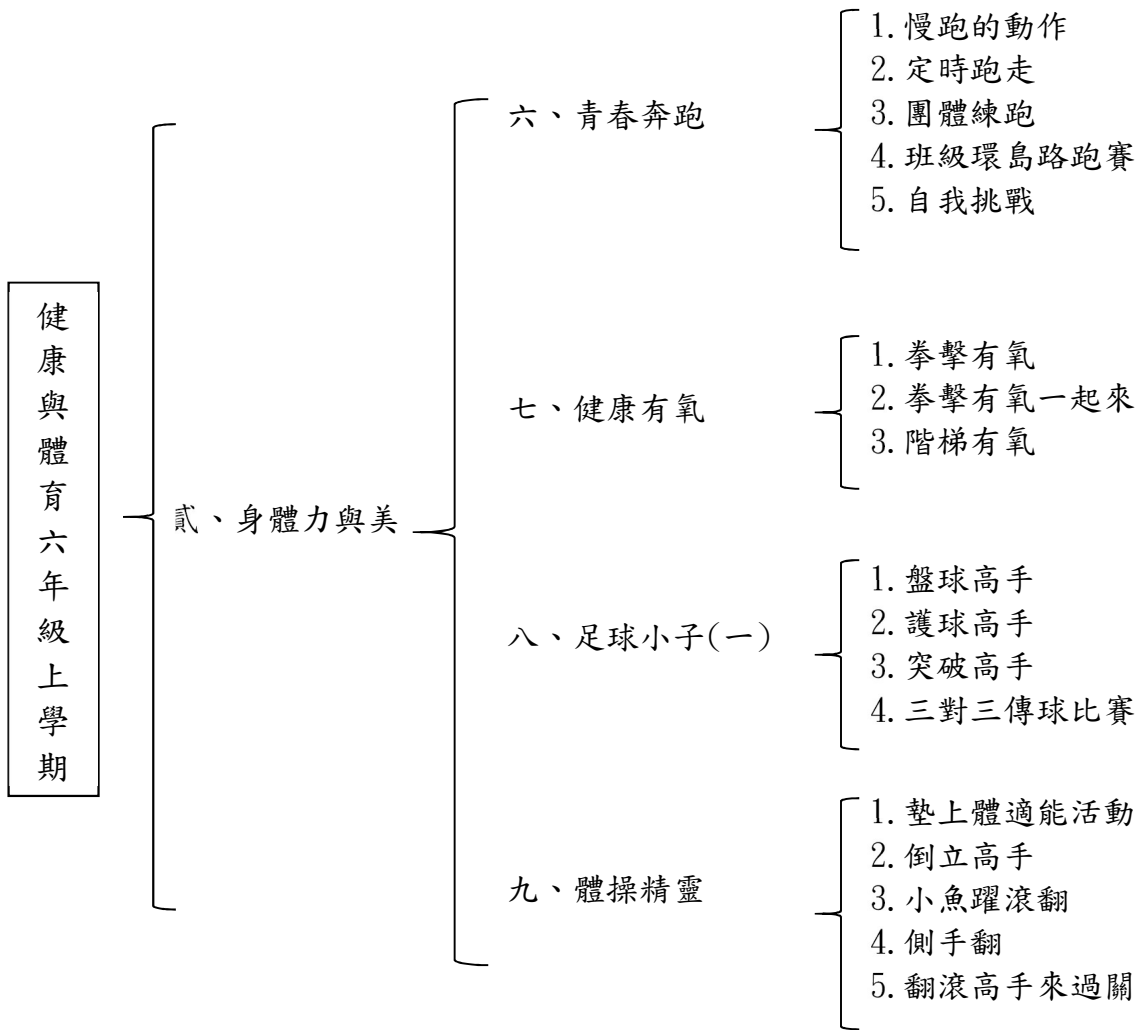 健康與體育六年級上學期
貳、身體力與美
六、青春奔跑
1.慢跑的動作
2.定時跑走
3.團體練跑
4.班級環島路跑賽
5.自我挑戰
七、健康有氧
1.拳擊有氧
2.拳擊有氧一起來
3.階梯有氧
八、足球小子(一)
1.盤球高手
2.護球高手
3.突破高手
4.三對三傳球比賽
九、體操精靈
1.墊上體適能活動
2.倒立高手
3.小魚躍滾翻
4.側手翻
5.翻滾高手來過關